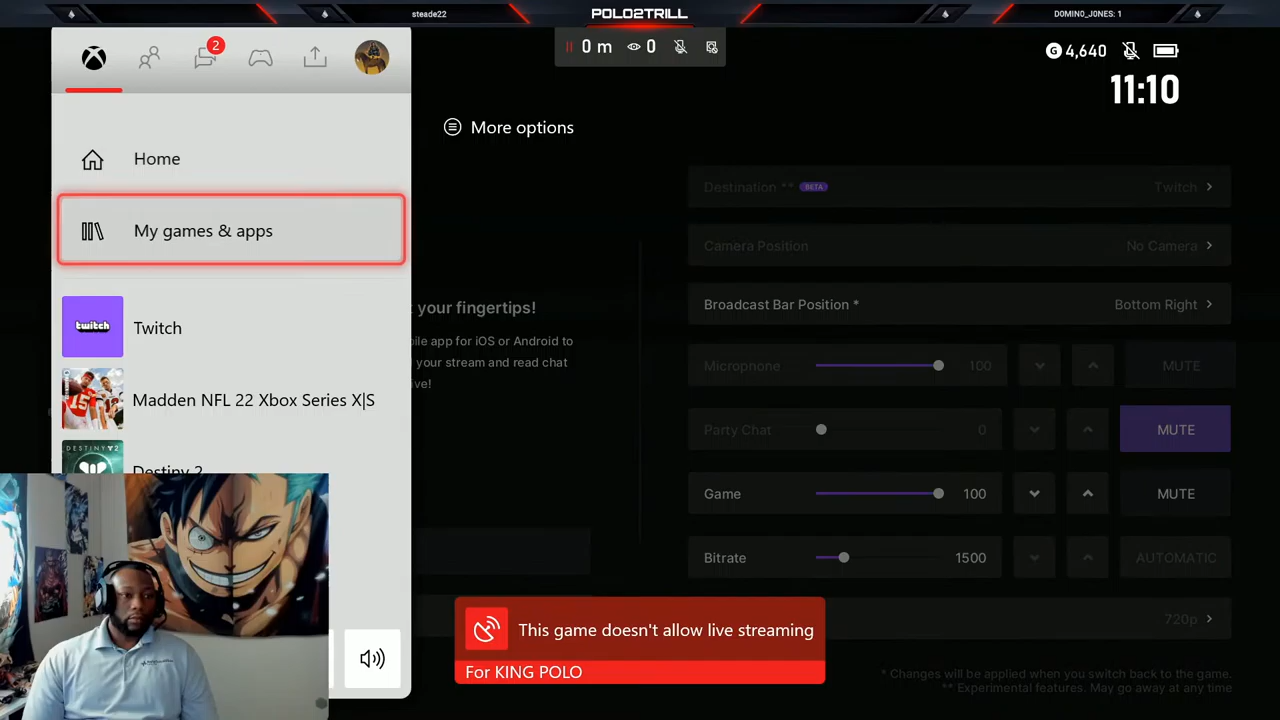 steade22
POLO2TRILL
DOMINO_JONES: 1
2
0 m
0
G 4,640
11:10
More options
Home
My games & apps
Twitch
Madden NFL 22 Xbox Series X|S
Destiny 2
twitch
DESTINY 2
your fingertips!
ile app for iOS or Android to
your stream and read chat
ve!
Destination ** BETA
Twitch
Camera Position
No Camera
Broadcast Bar Position *
Bottom Right
Microphone
100
MUTE
Party Chat
0
MUTE
Game
100
MUTE
Bitrate
1500
AUTOMATIC
720p
This game doesn't allow live streaming
For KING POLO
* Changes will be applied when you switch back to the game.
** Experimental features. May go away at any time